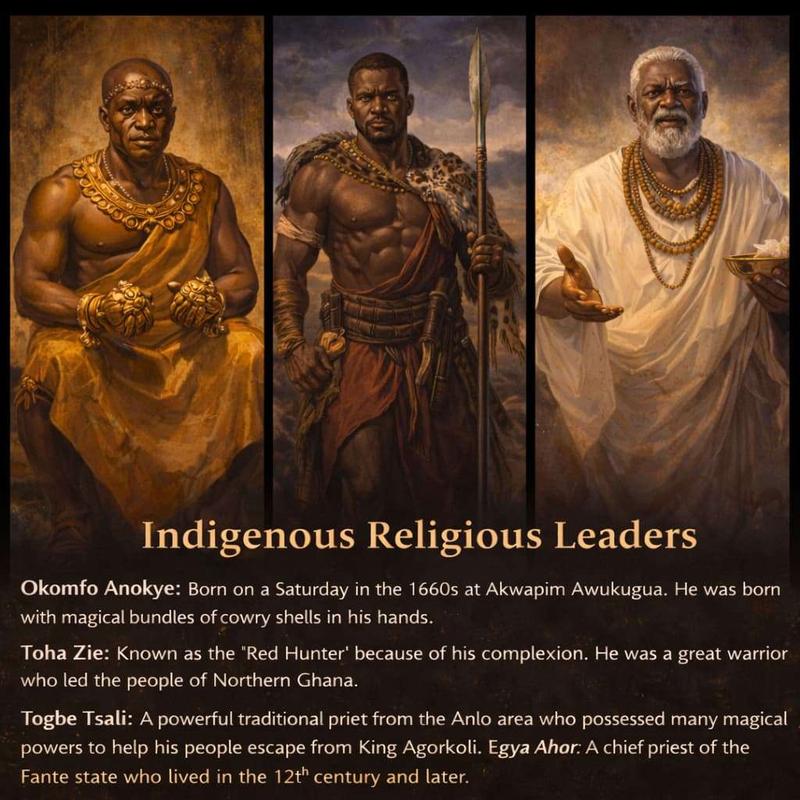 Indigenous Religious Leaders
Okomfo Anokye: Born on a Saturday in the 1660s at Akwapim Awukugua. He was born
with magical bundles of cowry shells in his hands.
Toha Zie: Known as the "Red Hunter' because of his complexion. He was a great warrior
who led the people of Northern Ghana.
Togbe Tsali: A powerful traditional priet from the Anlo area who possessed many magical
powers to help his people escape from King Agorkoli. Egya Ahor: A chief priest of the
Fante state who lived in the 12th century and later.